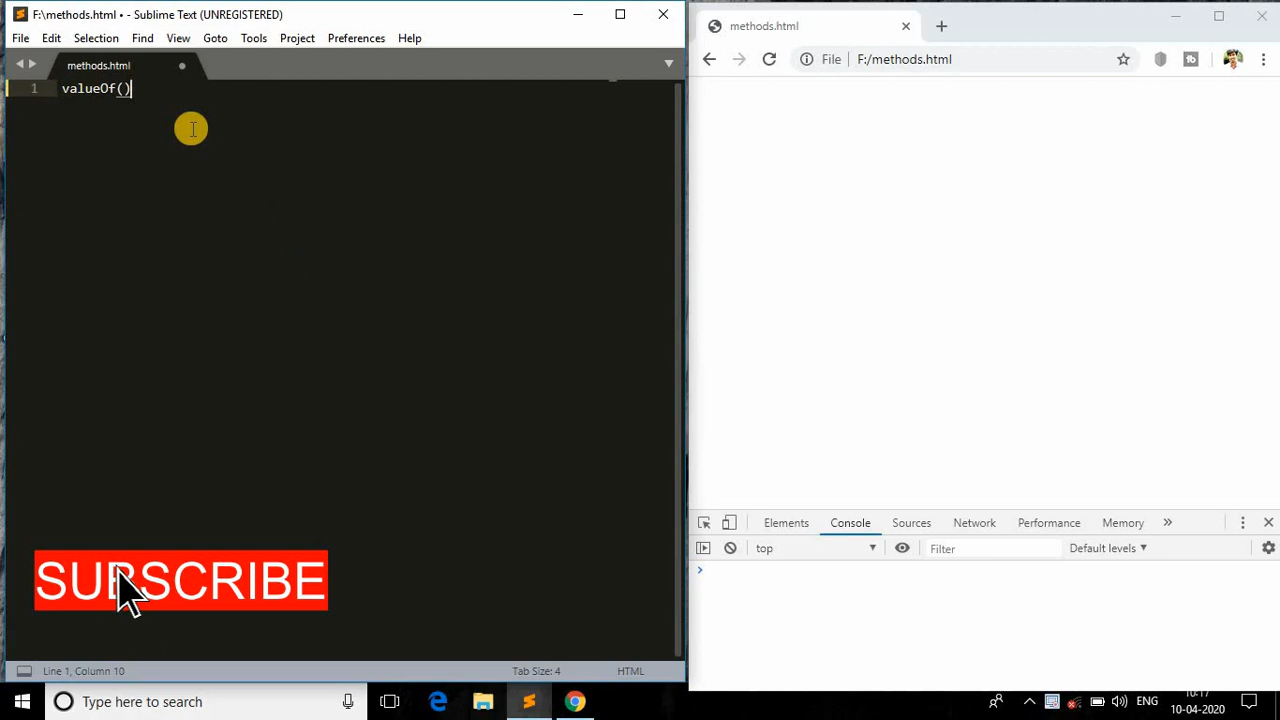 F:\methods.html • - Sublime Text (UNREGISTERED)
File Edit Selection Find View Goto Tools Project Preferences Help
methods.html
1 valueOf()
SUBSCRIBE
Line 1, Column 10 Tab Size: 4 HTML
methods.html
File F:/methods.html
Elements Console Sources Network Performance Memory »
top Filter Default levels
Type here to search
ENG
10:17
10-04-2020